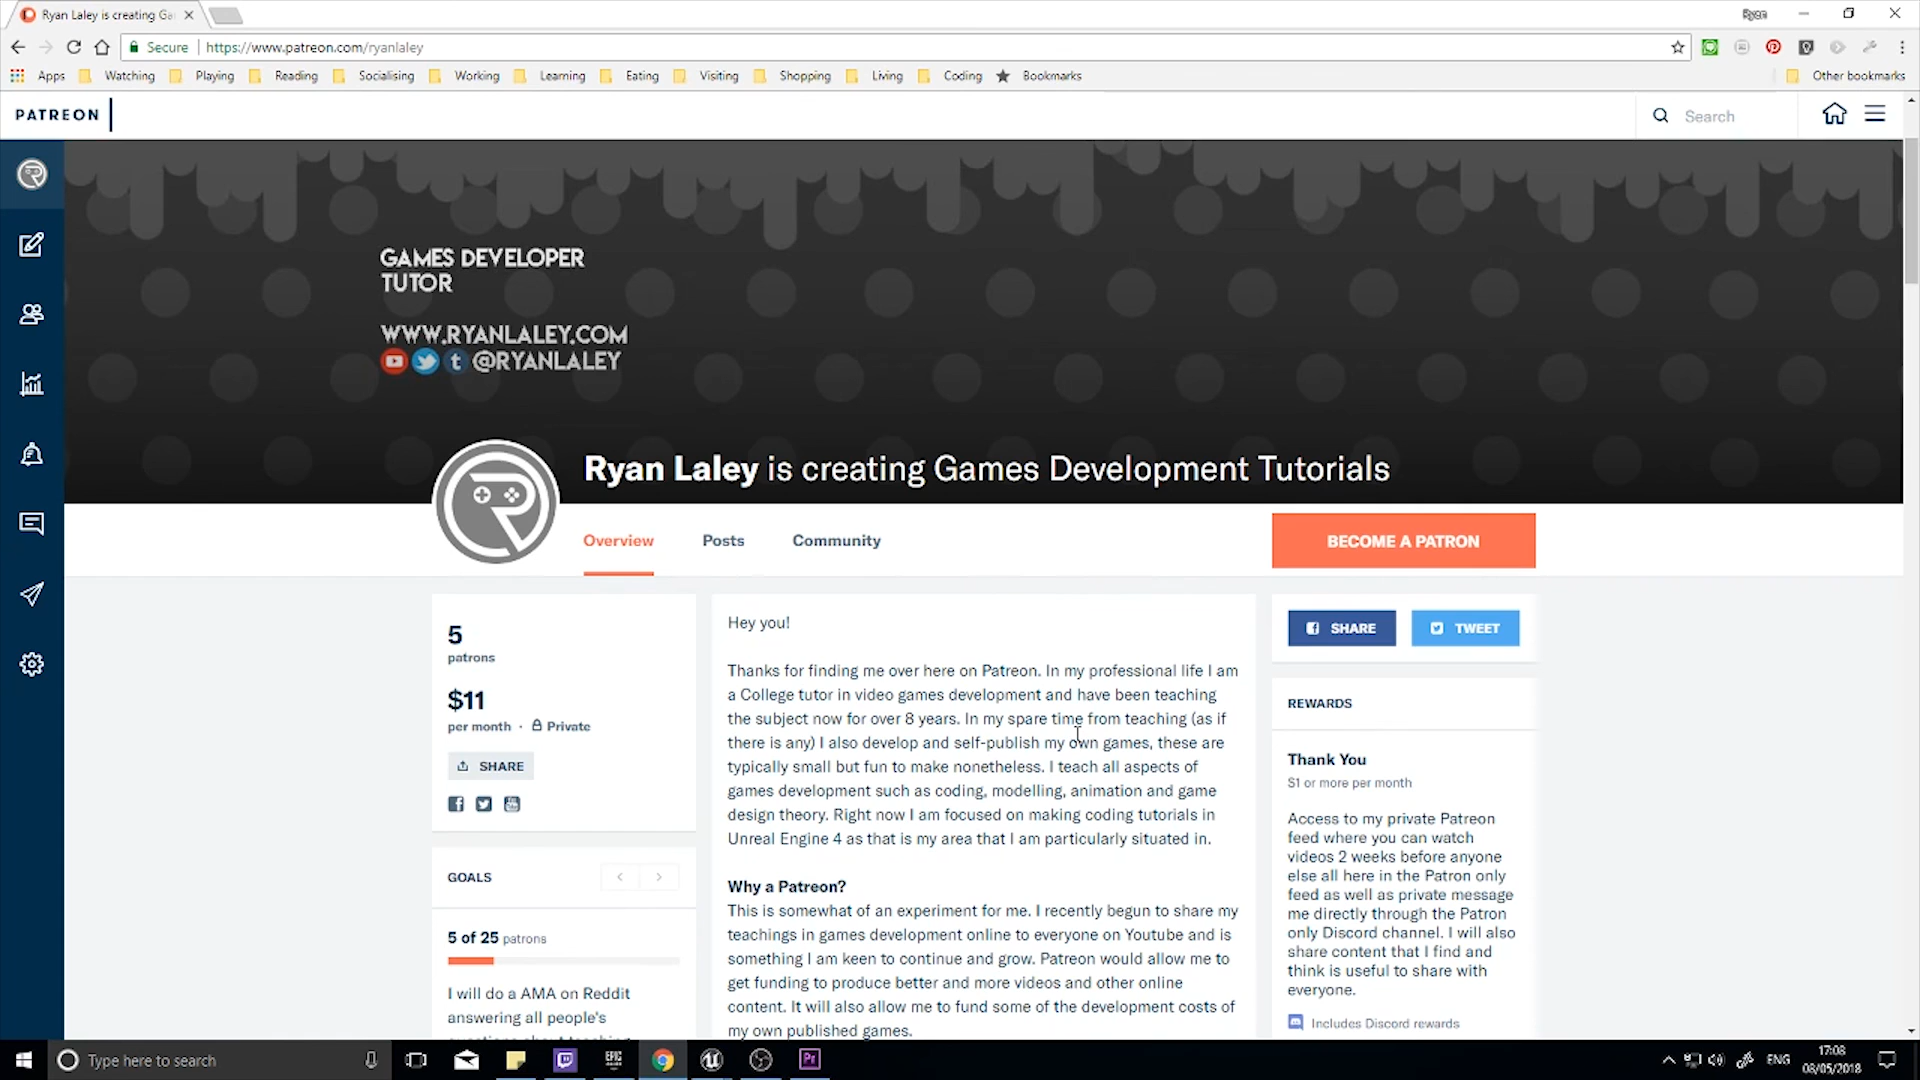 Ryan Laley is creating Ga
Ryan
Secure
https://www.patreon.com/ryanlaley
Apps Watching Playing Reading Socialising Working Learning Eating Visiting Shopping Living Coding Bookmarks Other bookmarks
PATREON
Search
GAMES DEVELOPER
TUTOR
WWW.RYANLALEY.COM
@RYANLALEY
Ryan Laley is creating Games Development Tutorials
Overview Posts Community
BECOME A PATRON
5
patrons
$11
per month · Private
SHARE
GOALS
5 of 25 patrons
I will do a AMA on Reddit
answering all people's
questions about teaching
Hey you!
Thanks for finding me over here on Patreon. In my professional life I am
a College tutor in video games development and have been teaching
the subject now for over 8 years. In my spare time from teaching (as if
there is any) I also develop and self-publish my own games, these are
typically small but fun to make nonetheless. I teach all aspects of
games development such as coding, modelling, animation and game
design theory. Right now I am focused on making coding tutorials in
Unreal Engine 4 as that is my area that I am particularly situated in.
Why a Patreon?
This is somewhat of an experiment for me. I recently begun to share my
teachings in games development online to everyone on Youtube and is
something I am keen to continue and grow. Patreon would allow me to
get funding to produce better and more videos and other online
content. It will also allow me to fund some of the development costs of
my own published games.
SHARE TWEET
REWARDS
Thank You
$1 or more per month
Access to my private Patreon
feed where you can watch
videos 2 weeks before anyone
else all here in the Patron only
feed as well as private message
me directly through the Patron
only Discord channel. I will also
share content that I find and
think is useful to share with
everyone.
Includes Discord rewards
Type here to search
EPIC
Pr
ENG
17:08
08/05/2018